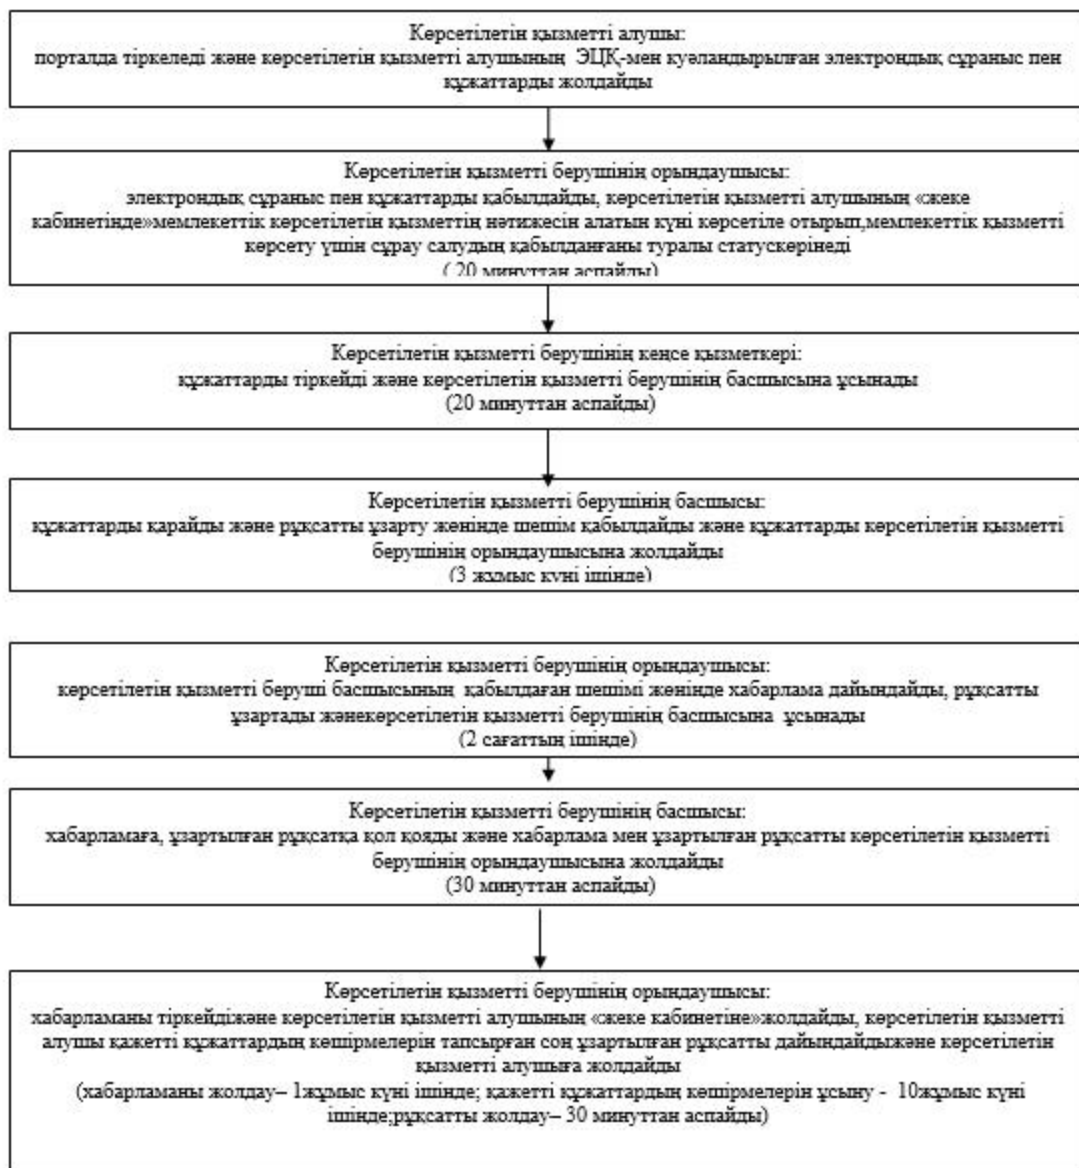 Көрсетілетін қызметті алушы:
порталда тіркеледі және көрсетілетін қызметті алушының ЭЦҚ-мен куәландырылған электрондық сұраныс пен
құжаттарды жолдайды
Көрсетілетін қызметті берушінің орындаушысы:
электрондық сұраныс пен құжаттарды қабылдайды, көрсетілетін қызметті алушының «жеке
кабинетінде»мемлекеттік көрсетілетін қызметтің нәтижесін алатын күні көрсетіле отырып,мемлекеттік қызметті
көрсету үшін сұрау салудың қабылданғаны туралы статускөрінеді
( 20 минуттан аспайды)
Көрсетілетін қызметті берушінің кеңсе қызметкері:
құжаттарды тіркейді және көрсетілетін қызметті берушінің басшысына ұсынады
(20 минуттан аспайды)
Көрсетілетін қызметті берушінің басшысы:
құжаттарды қарайды және рұқсатты ұзарту жөнінде шешім қабылдайды және құжаттарды көрсетілетін қызметті
берушінің орындаушысына жолдайды
(3 жұмыс күні ішінде)
Көрсетілетін қызметті берушінің орындаушысы:
көрсетілетін қызметті беруші басшысының қабылдаған шешімі жөнінде хабарлама дайындайды, рұқсатты
ұзартады жәнекөрсетілетін қызметті берушінің басшысына ұсынады
(2 сағаттың ішінде)
Көрсетілетін қызметті берушінің басшысы:
хабарламаға, ұзартылған рұқсатқа қол қояды және хабарлама мен ұзартылған рұқсатты көрсетілетін қызметті
берушінің орындаушысына жолдайды
(30 минуттан аспайды)
Көрсетілетін қызметті берушінің орындаушысы:
хабарламаны тіркейдіжәне көрсетілетін қызметті алушының «жеке кабинетіне»жолдайды, көрсетілетін қызметті
алушы қажетті құжаттардың көшірмелерін тапсырған соң ұзартылған рұқсатты дайындайдыжәне көрсетілетін
қызметті алушыға жолдайды
(хабарламаны жолдау– 1жұмыс күні ішінде; қажетті құжаттардың көшірмелерін ұсыну - 10жұмыс күні
ішінде;рұқсатты жолдау– 30 минуттан аспайды)